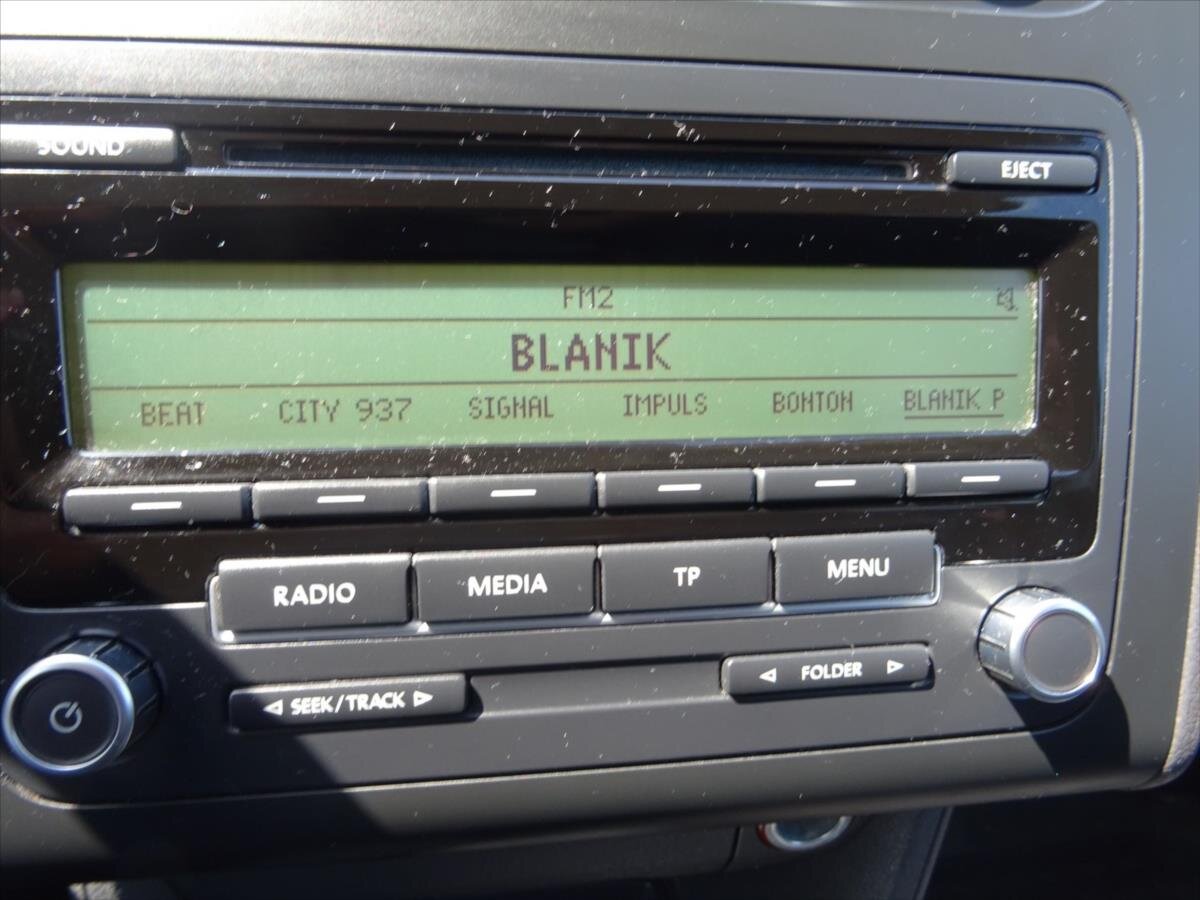 SOUND
EJECT
FM2
BLANIK
BEAT CITY 937 SIGNAL IMPULS BONTON BLANIK P
RADIO MEDIA TP MENU
SEEK/TRACK FOLDER